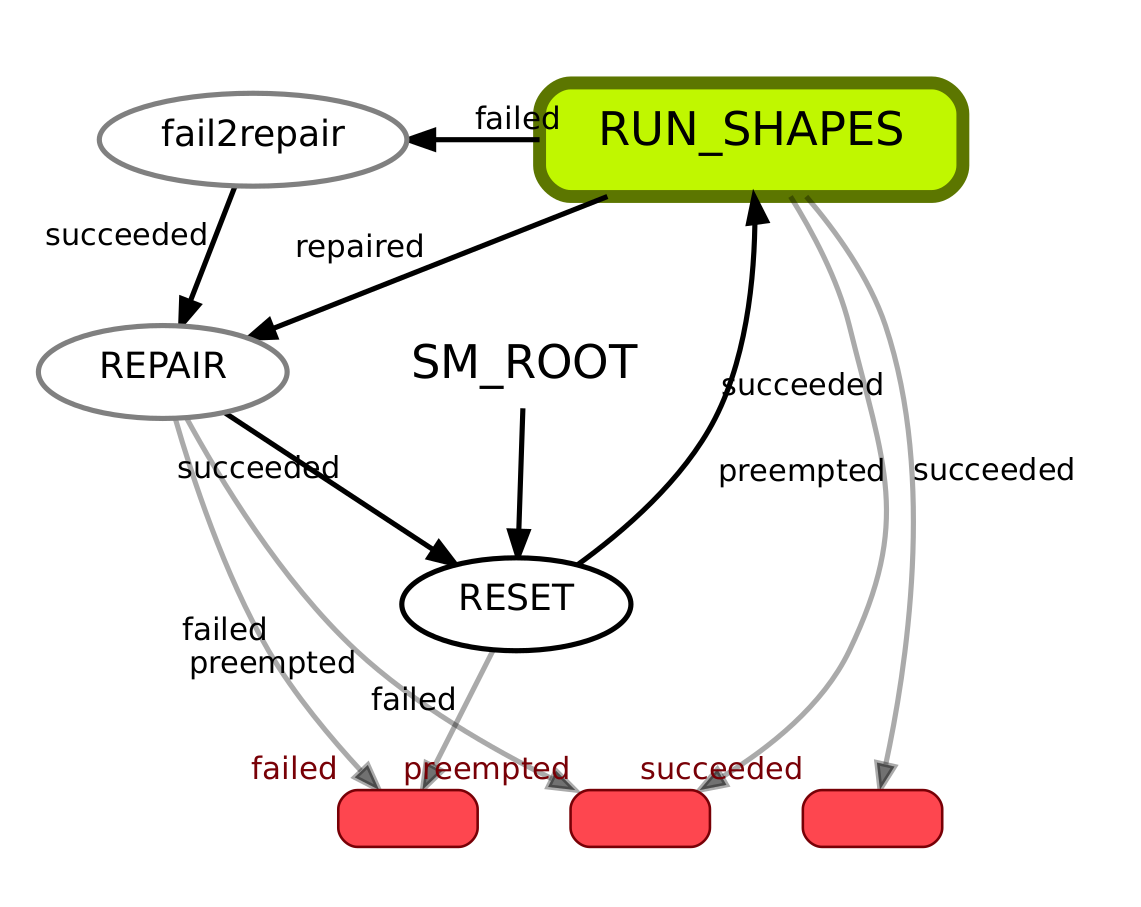 failed
RUN_SHAPES
fail2repair
succeeded
repaired
SM_ROOT
REPAIR
succeeded
succeeded
preempted
succeeded
RESET
failed
preempted
failed
failed
preempted
succeeded